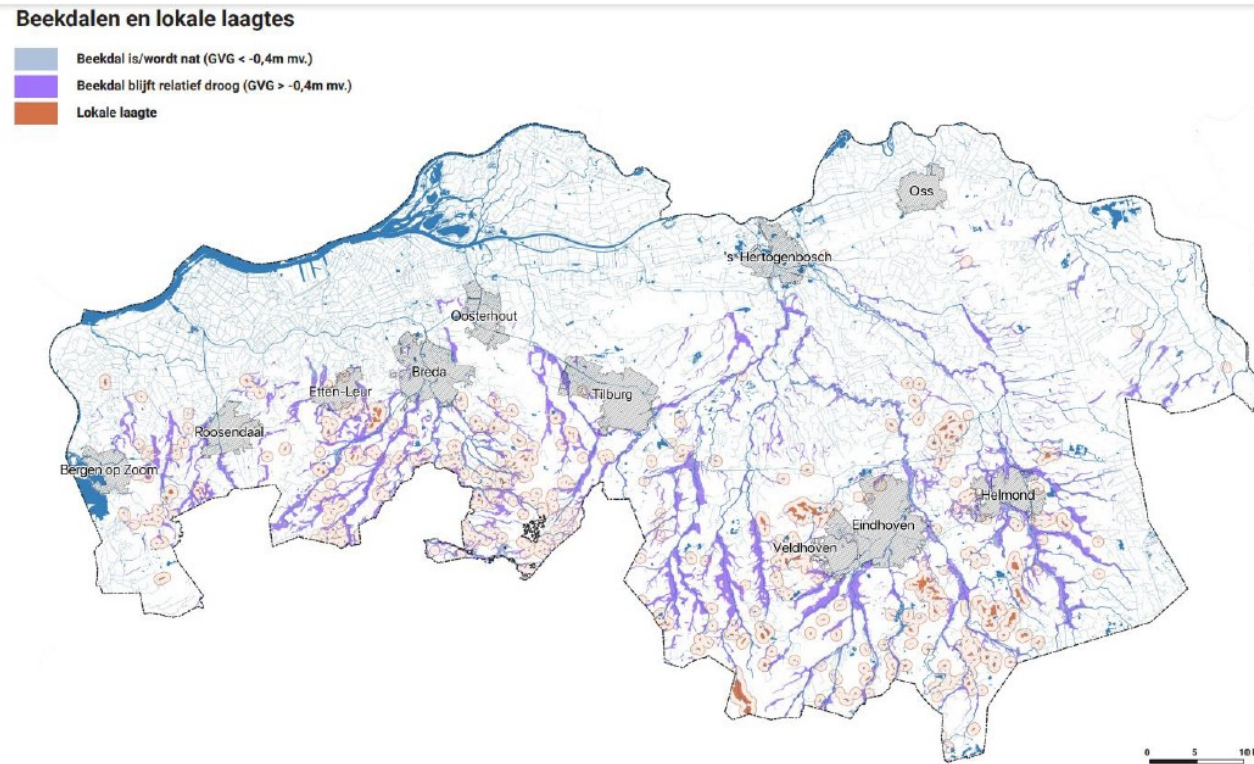 Beekdalen en lokale laagtes
Beekdal is/wordt nat (GVG < -0,4m mv.)
Beekdal blijft relatief droog (GVG > -0,4m mv.)
Lokale laagte
Oss
's-Hertogenbosch
Oosterhout
Breda
Etten-Leur
Tilburg
Roosendaal
Bergen op Zoom
Helmond
Eindhoven
Veldhoven
0 5 10